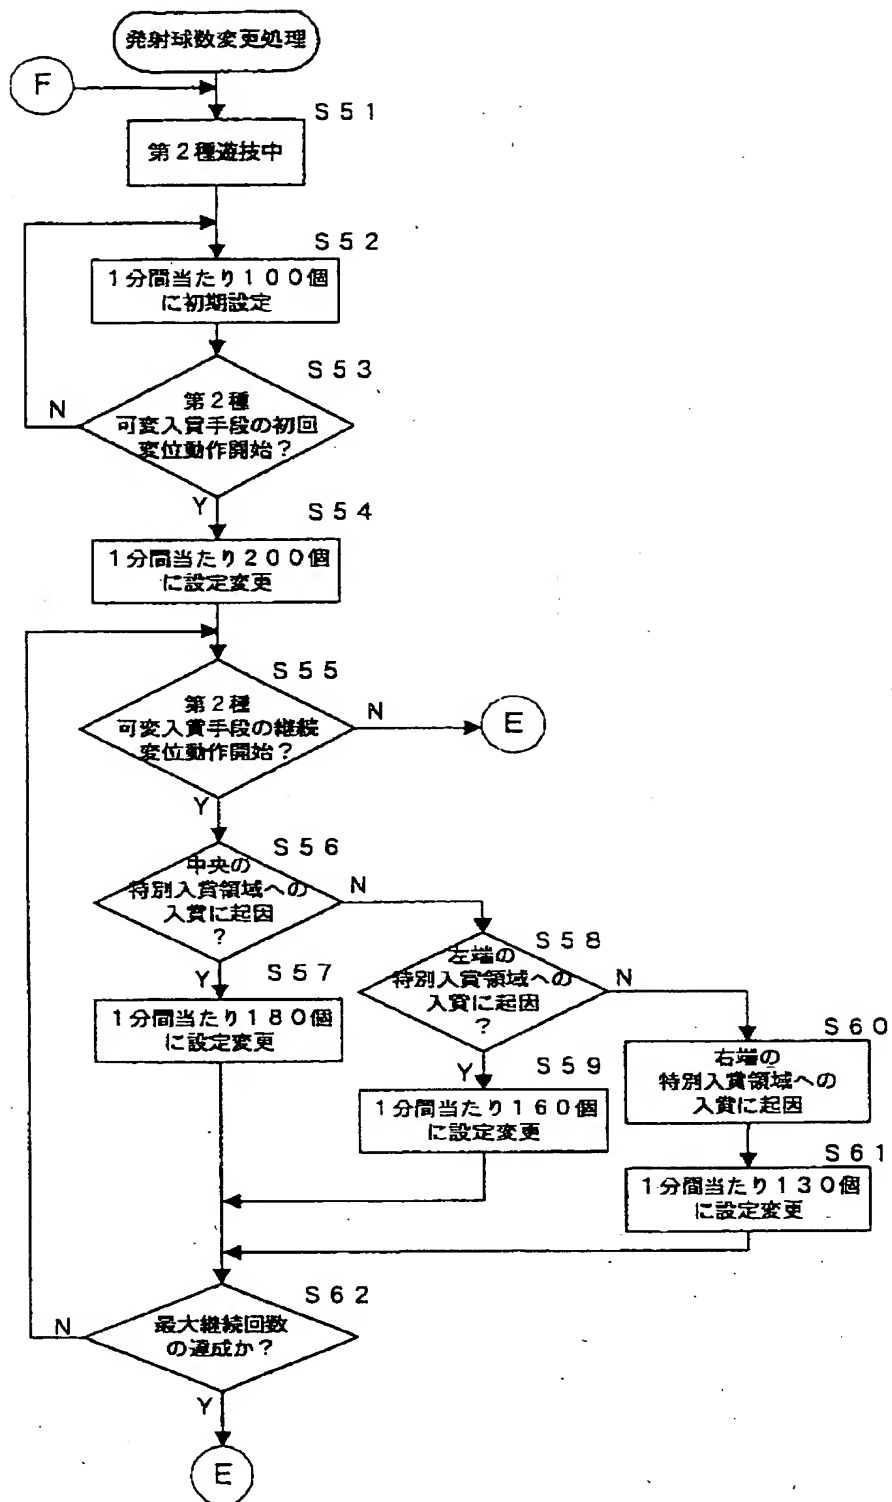 発射球数変更処理
F
S51
第2種遊技中
S52
1分間当たり100個
に初期設定
S53
第2種
可変入賞手段の初回
変位動作開始?
N
Y
S54
1分間当たり200個
に設定変更
S55
第2種
可変入賞手段の継続
変位動作開始?
N
E
Y
S56
中央の
特別入賞領域への
入賞に起因
?
N
Y
S57
1分間当たり180個
に設定変更
S58
左端の
特別入賞領域への
入賞に起因
?
N
Y
S59
1分間当たり160個
に設定変更
S60
右端の
特別入賞領域への
入賞に起因
S61
1分間当たり130個
に設定変更
S62
最大継続回数
の達成か?
N
Y
E